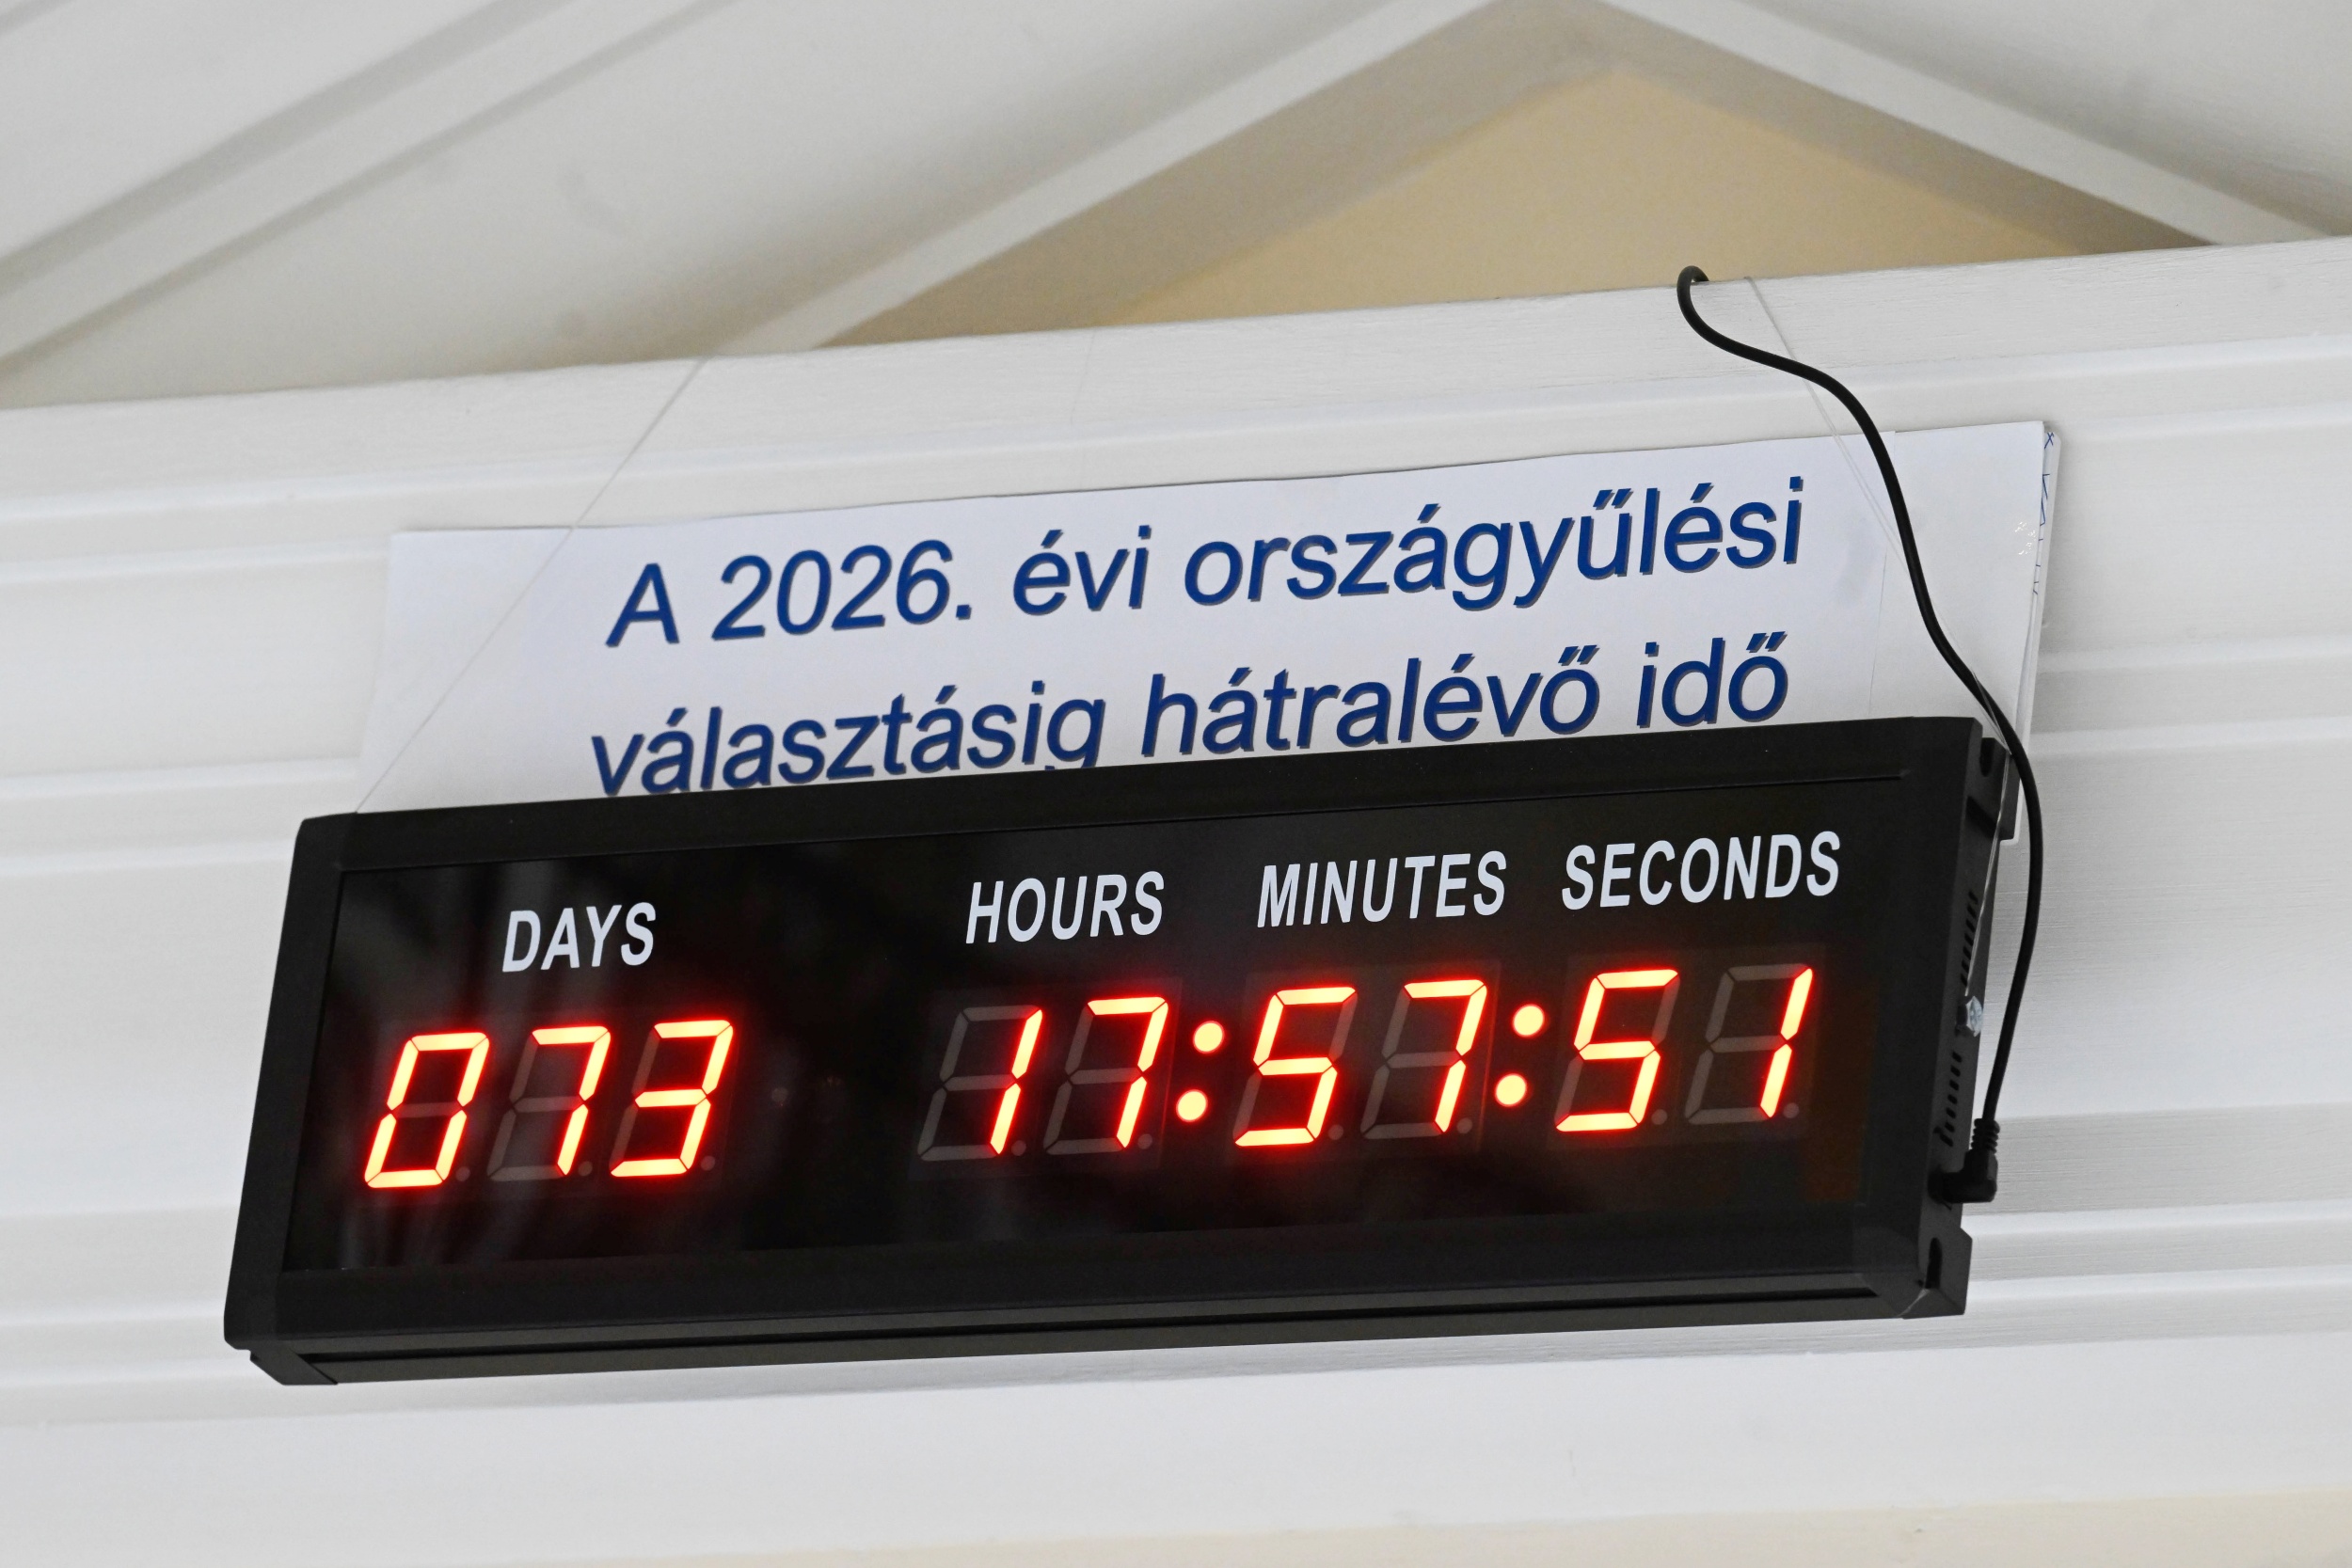 A 2026. évi országgyűlési
választásig hátralévő idő
DAYS HOURS MINUTES SECONDS
073 17:57:51